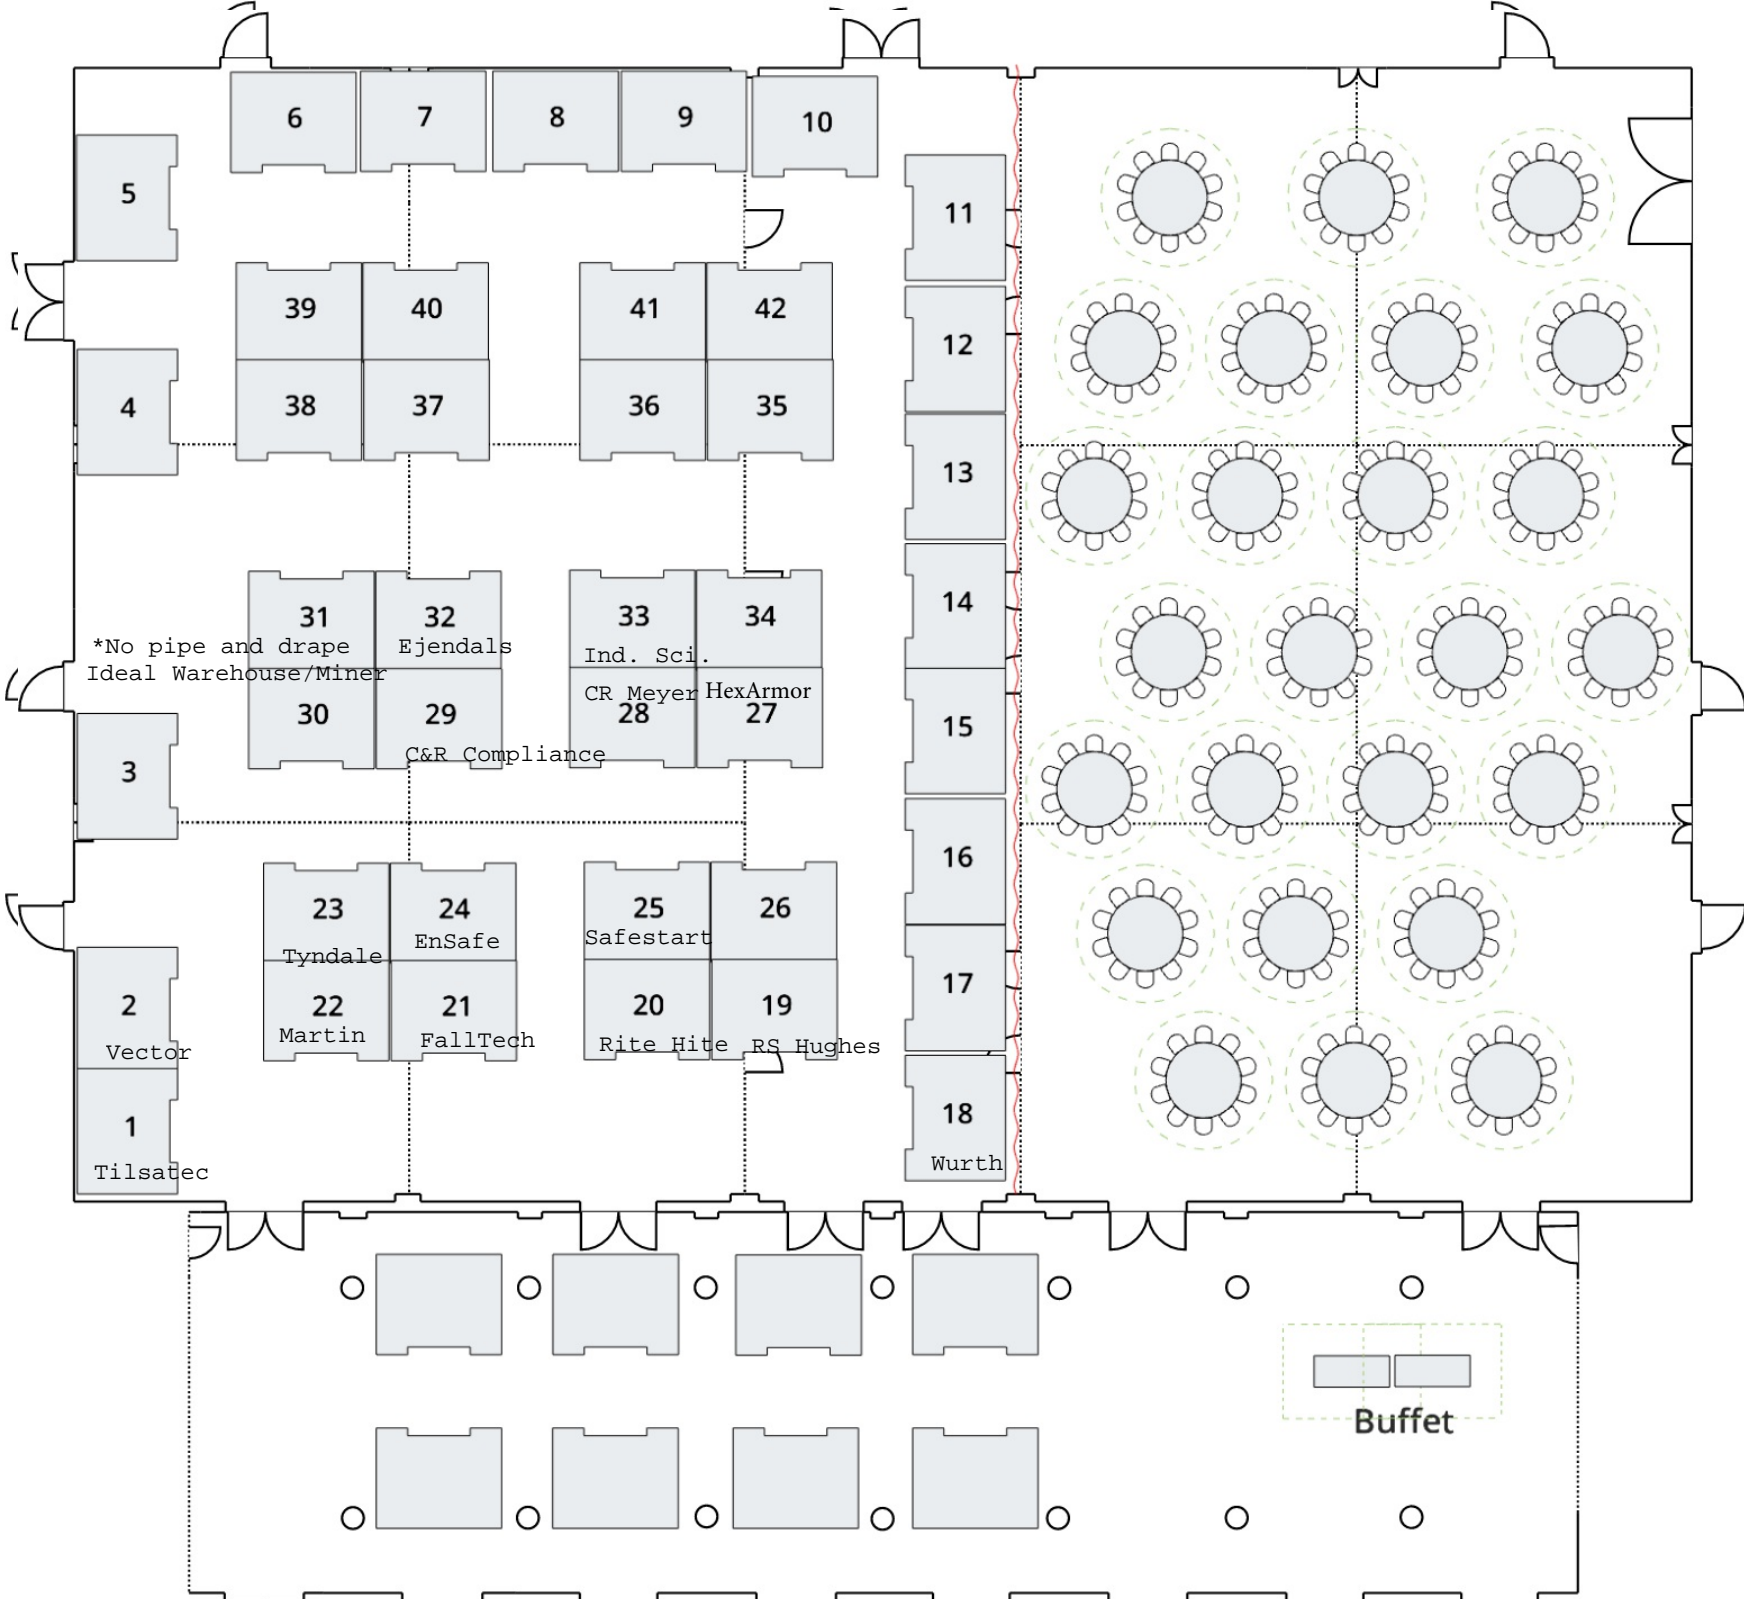 6
7
8
9
10
5
11
39
40
41
42
12
4
38
37
36
35
13
14
31
32
33
34
*No pipe and drape
Ejendals
Ind. Sci.
Ideal Warehouse/Miner
CR Meyer
HexArmor
30
29
28
27
15
C&R Compliance
3
16
23
24
25
26
Tyndale
EnSafe
Safestart
17
2
22
21
20
19
Vector
Martin
FallTech
Rite Hite
RS Hughes
1
18
Tilsatec
Wurth
Buffet